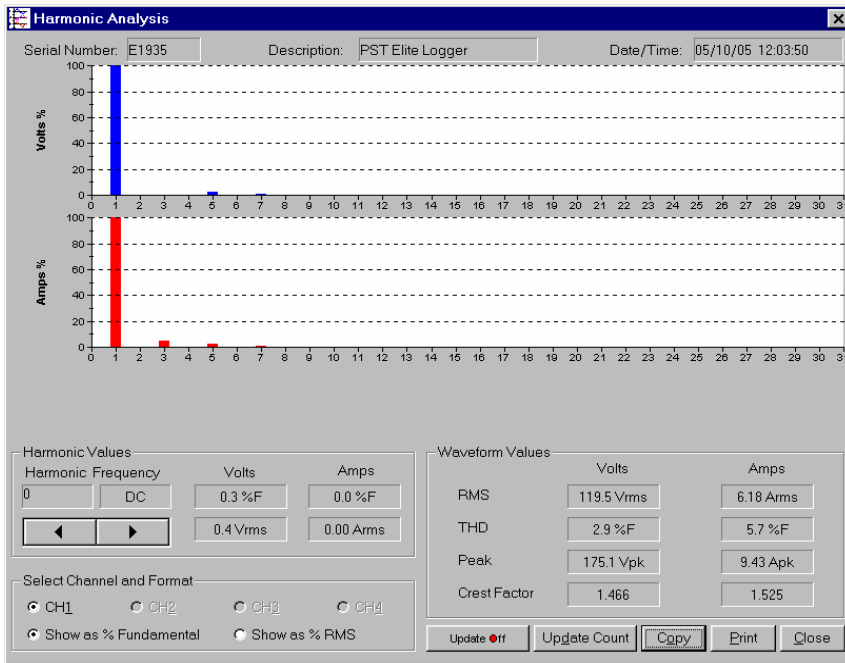 Harmonic Analysis
Serial Number: E1935 Description: PST Elite Logger Date/Time: 05/10/05 12:03:50
Volts %
100
80
60
40
20
0
0 1 2 3 4 5 6 7 8 9 10 11 12 13 14 15 16 17 18 19 20 21 22 23 24 25 26 27 28 29 30
Amps %
100
80
60
40
20
0
0 1 2 3 4 5 6 7 8 9 10 11 12 13 14 15 16 17 18 19 20 21 22 23 24 25 26 27 28 29 30
Harmonic Values
Harmonic Frequency Volts Amps
0 DC 0.3 %F 0.0 %F
0.4 Vrms 0.00 Arms
Select Channel and Format
CH1 CH2 CH3 CH4
Show as % Fundamental Show as % RMS
Waveform Values
Volts Amps
RMS 119.5 Vrms 6.18 Arms
THD 2.9 %F 5.7 %F
Peak 175.1 Vpk 9.43 Apk
Crest Factor 1.466 1.525
Update Off Update Count Copy Print Close